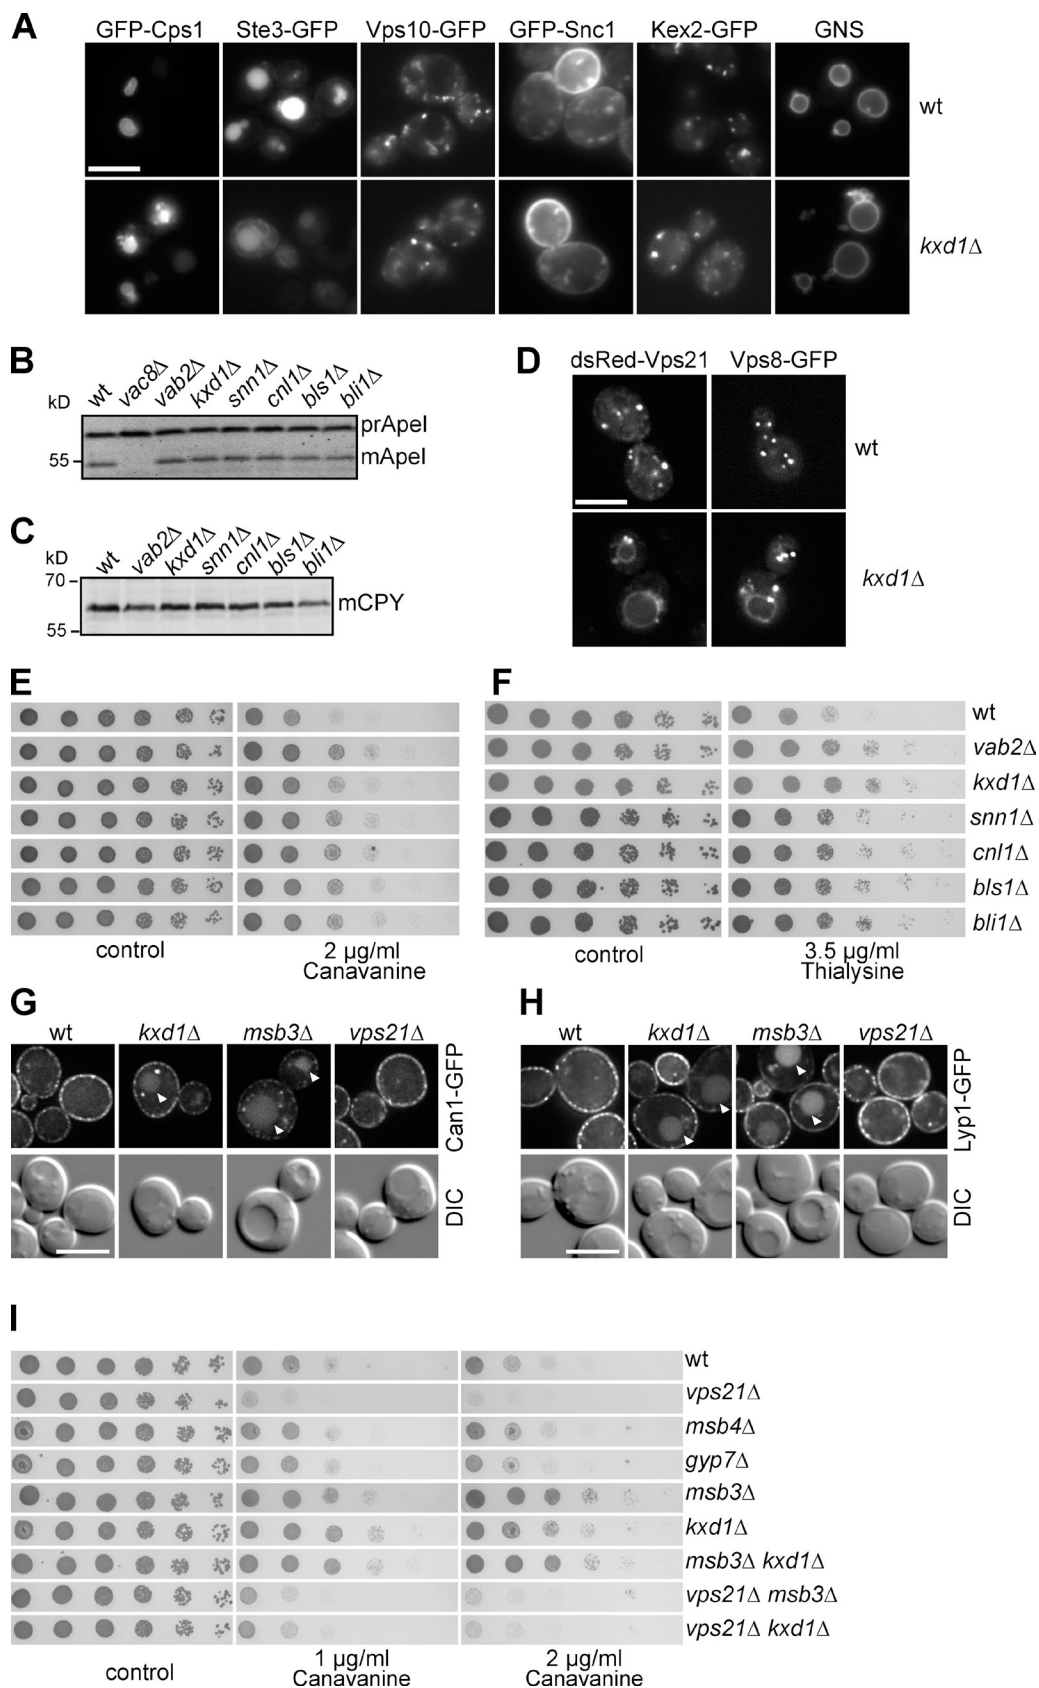 A
GFP-Cps1 Ste3-GFP Vps10-GFP GFP-Snc1 Kex2-GFP GNS
wt
kxd1Δ
B
kD wt vac8Δ vab2Δ kxd1Δ snn1Δ cnl1Δ bls1Δ bli1Δ
prApeI
55 mApeI
C
kD wt vab2Δ kxd1Δ snn1Δ cnl1Δ bls1Δ bli1Δ
70
mCPY
55
D
dsRed-Vps21 Vps8-GFP
wt
kxd1Δ
E
control 2 µg/ml
Canavanine
F
wt
vab2Δ
kxd1Δ
snn1Δ
cnl1Δ
bls1Δ
bli1Δ
control 3.5 µg/ml
Thialysine
G
wt kxd1Δ msb3Δ vps21Δ
Can1-GFP
DIC
H
wt kxd1Δ msb3Δ vps21Δ
Lyp1-GFP
DIC
I
wt
vps21Δ
msb4Δ
gyp7Δ
msb3Δ
kxd1Δ
msb3Δ kxd1Δ
vps21Δ msb3Δ
vps21Δ kxd1Δ
control 1 µg/ml 2 µg/ml
Canavanine Canavanine